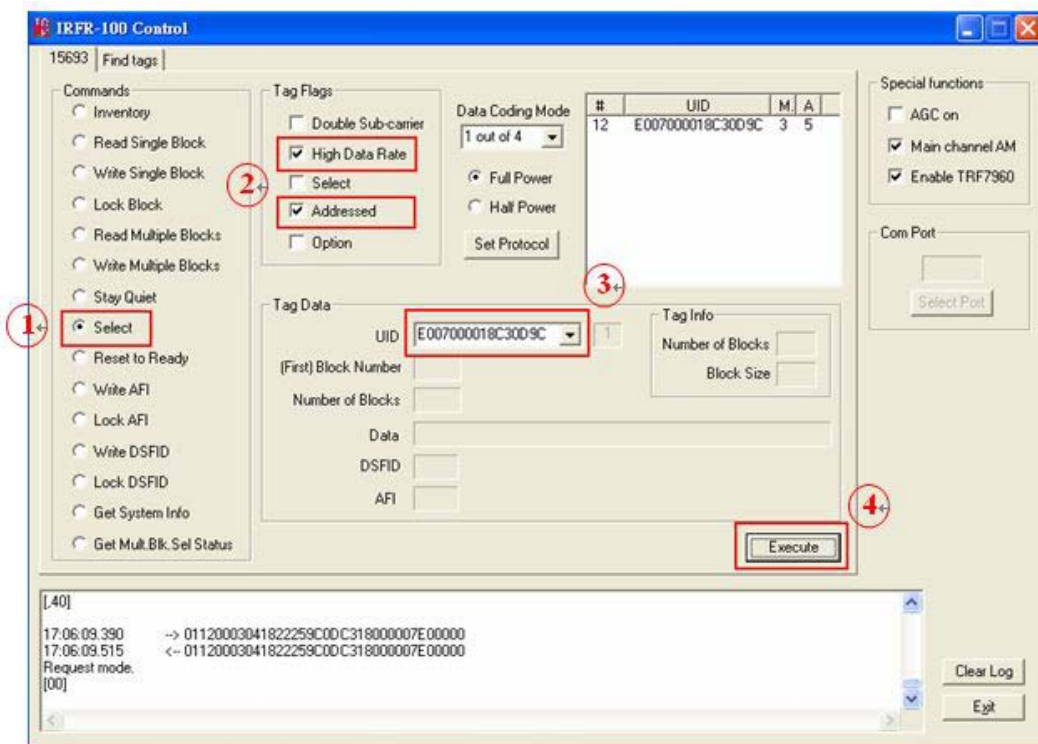 IRFR-100 Control
15693 Find tags
Commands
Inventory
Read Single Block
Write Single Block
Lock Block
Read Multiple Blocks
Write Multiple Blocks
Stay Quiet
1
Select
Reset to Ready
Write AFI
Lock AFI
Write DSFID
Lock DSFID
Get System Info
Get Mult.Blk.Sel Status
Tag Flags
Double Sub-carrier
High Data Rate
2
Select
Addressed
Option
Data Coding Mode
1 out of 4
Full Power
Half Power
Set Protocol
# UID M. A
12 E007000018C30D9C 3 5
3
Tag Data
UID E007000018C30D9C 1
(First) Block Number
Number of Blocks
Data
DSFID
AFI
Tag Info
Number of Blocks
Block Size
4
Execute
Special functions
AGC on
Main channel AM
Enable TRF7960
Com Port
Select Port
[,40]
17:06:09.390 --> 01120003041822259C0DC318000007E00000
17:06:09.515 <-- 01120003041822259C0DC318000007E00000
Request mode.
[00]
Clear Log
Exit